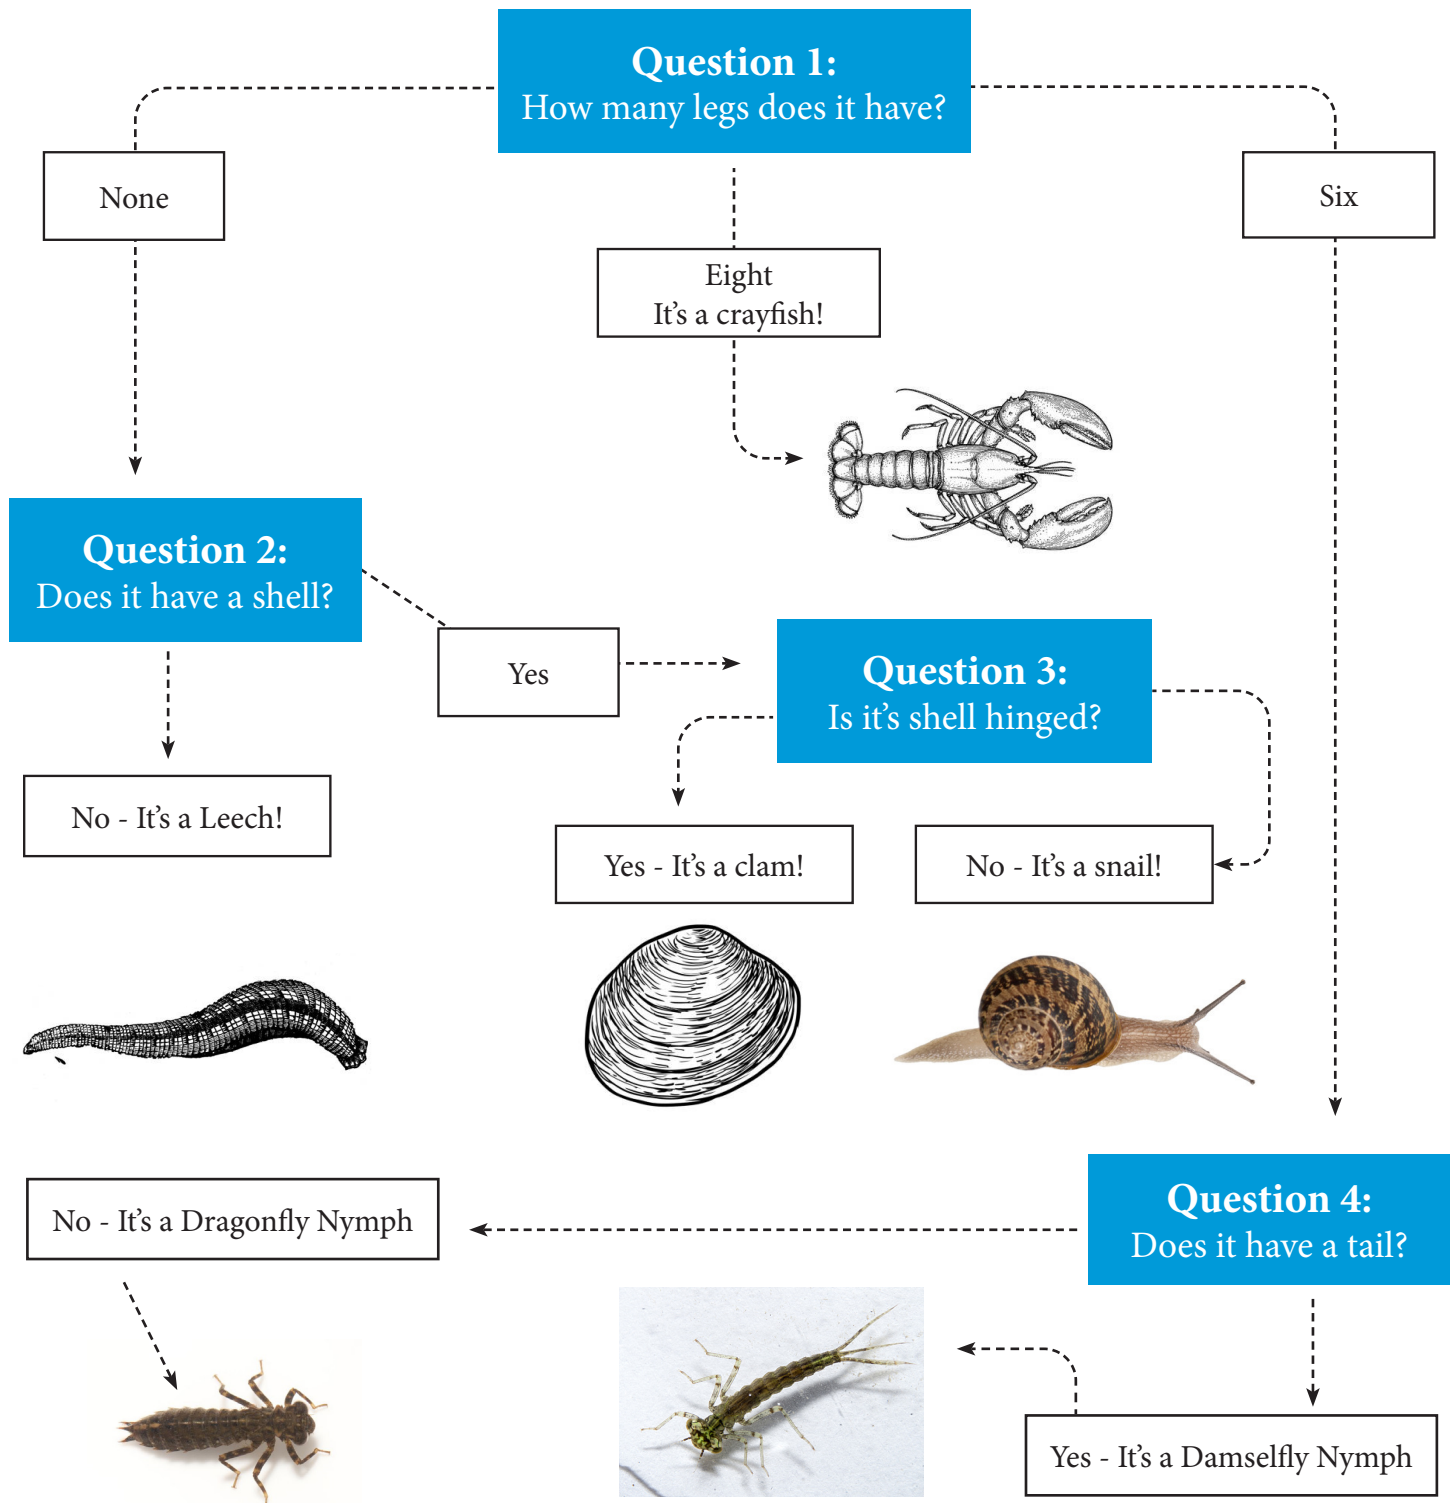 Question 1:
How many legs does it have?
None
Six
Eight
It's a crayfish!
Question 2:
Does it have a shell?
Yes
Question 3:
Is it's shell hinged?
No - It's a Leech!
Yes - It's a clam!
No - It's a snail!
No - It's a Dragonfly Nymph
Question 4:
Does it have a tail?
Yes - It's a Damselfly Nymph